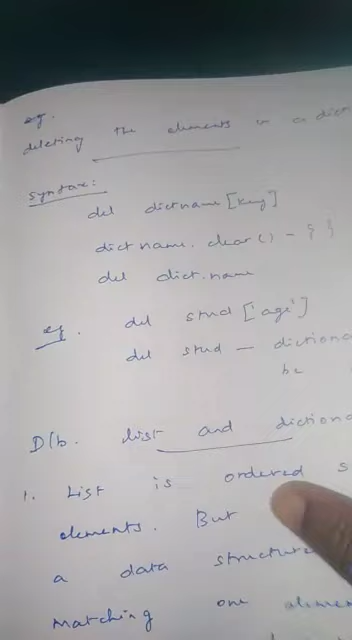 eg.
deleting the elements in a dict
Syntax:
del dictname [key]
dictname. clear() - { }
del dict.name
eg. del stud ['age']
del stud — dictiona
be
D/b. list and dictiona
1. List is ordered s
elements. But
a data structure
Matching one elemen